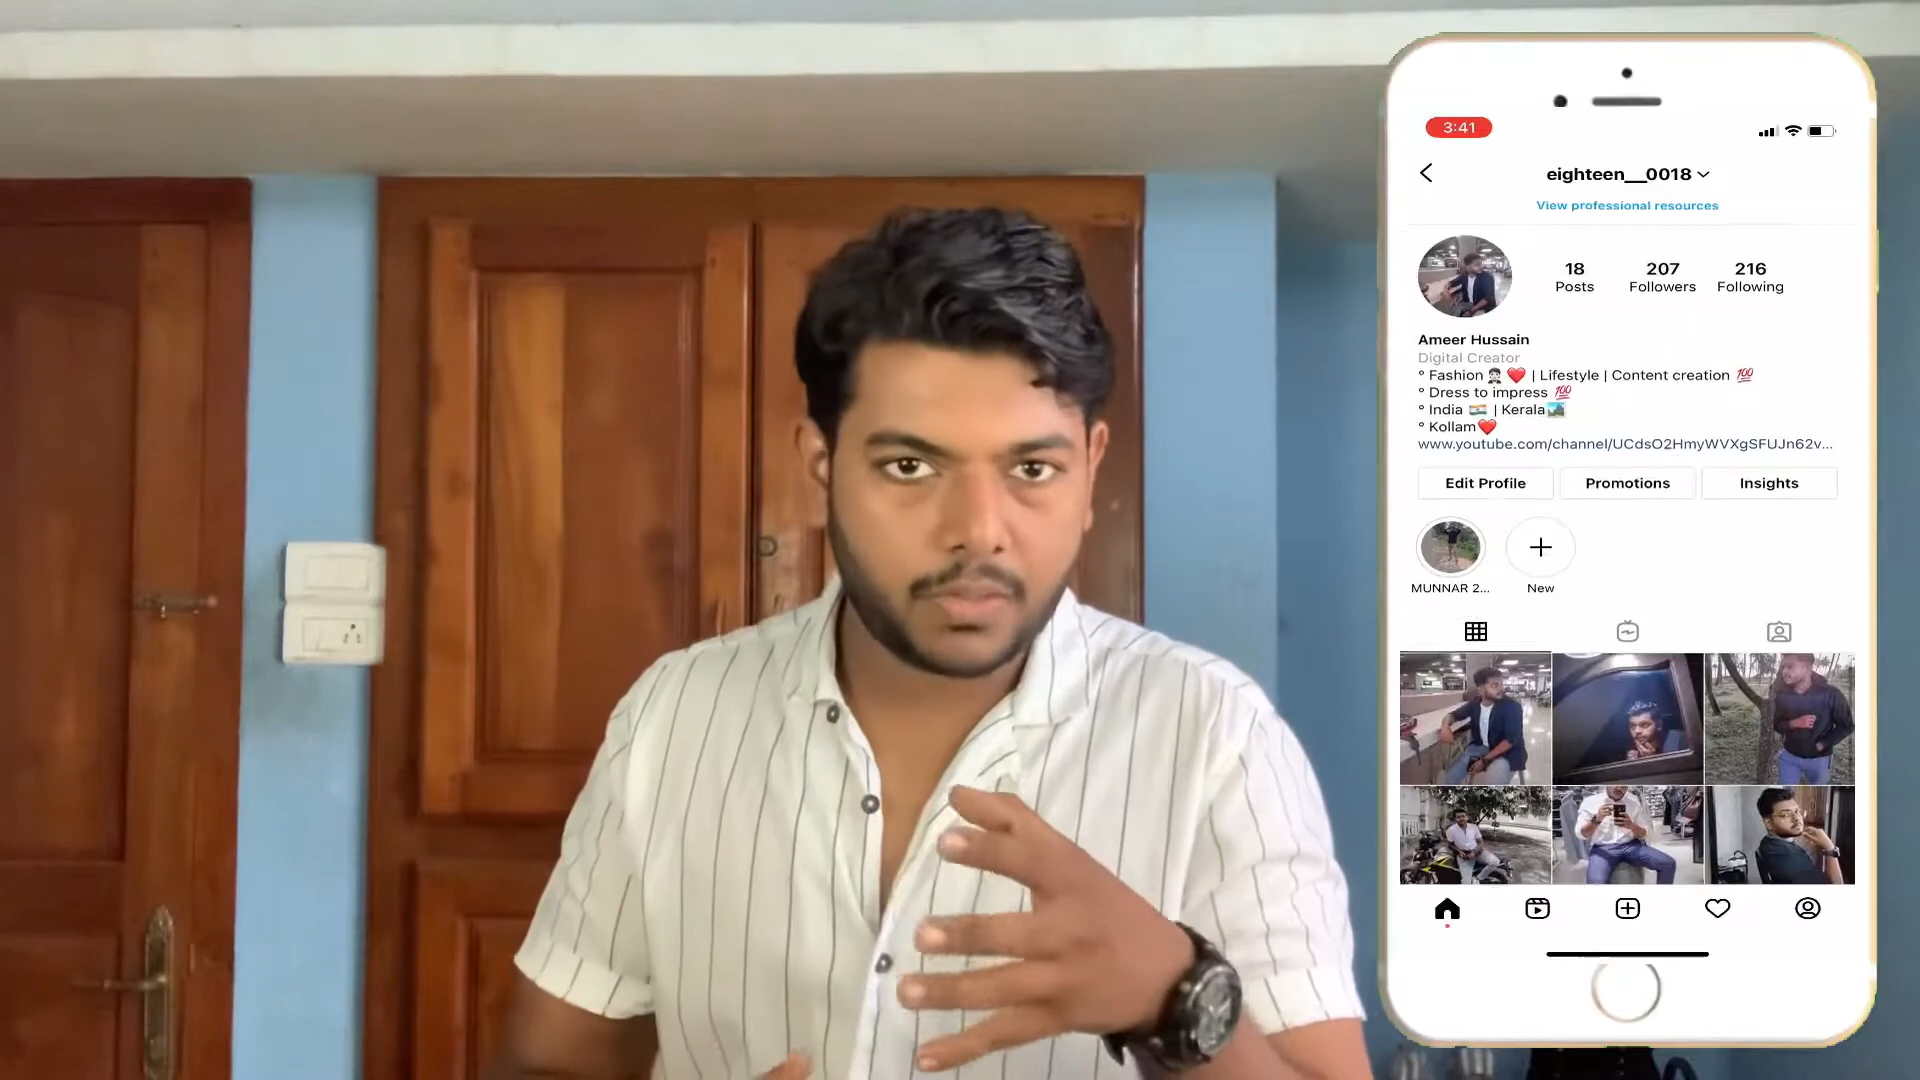 3:41
eighteen__0018
View professional resources
18 207 216
Posts Followers Following
Ameer Hussain
Digital Creator
° Fashion 👨🏻‍⚖️❤️ | Lifestyle | Content creation 💯
° Dress to impress 💯
° India 🇮🇳 | Kerala🏞️
° Kollam❤️
www.youtube.com/channel/UCdsO2HmyWVXgSFUJn62v...
Edit Profile Promotions Insights
MUNNAR 2... New